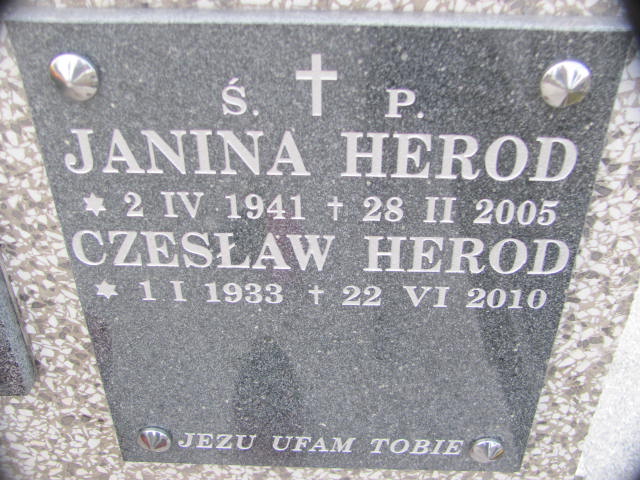 Ś. P.
JANINA HEROD
✶ 2 IV 1941 † 28 II 2005
CZESŁAW HEROD
✶ 1 I 1933 † 22 VI 2010
JEZU UFAM TOBIE